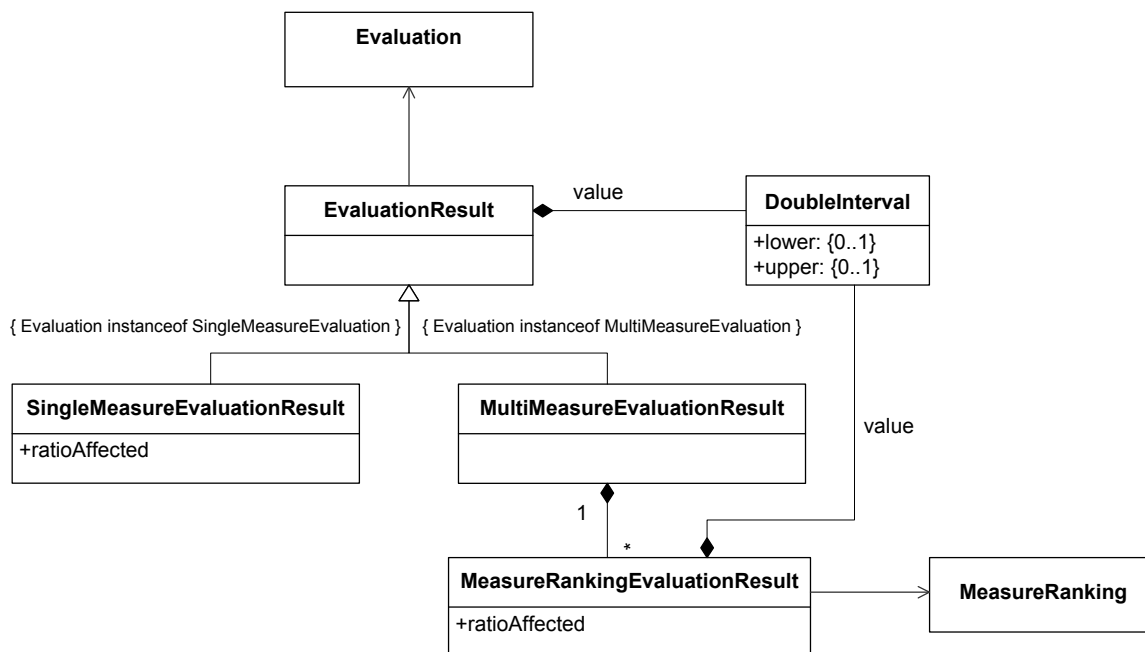 Evaluation
EvaluationResult
value
DoubleInterval
+lower: {0..1}
+upper: {0..1}
{ Evaluation instanceof SingleMeasureEvaluation }
{ Evaluation instanceof MultiMeasureEvaluation }
SingleMeasureEvaluationResult
+ratioAffected
MultiMeasureEvaluationResult
value
1
*
MeasureRankingEvaluationResult
+ratioAffected
MeasureRanking